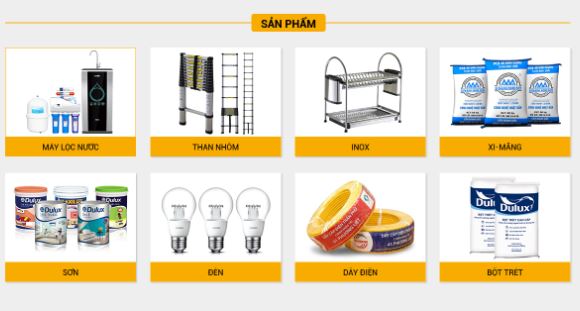 SẢN PHẨM
MÁY LỌC NƯỚC
THAN NHÔM
INOX
XI-MĂNG
Dulux
Dulux
Dulux
SƠN
ĐÈN
DÂY ĐIỆN
Dulux
Dulux
BỘT TRÉT